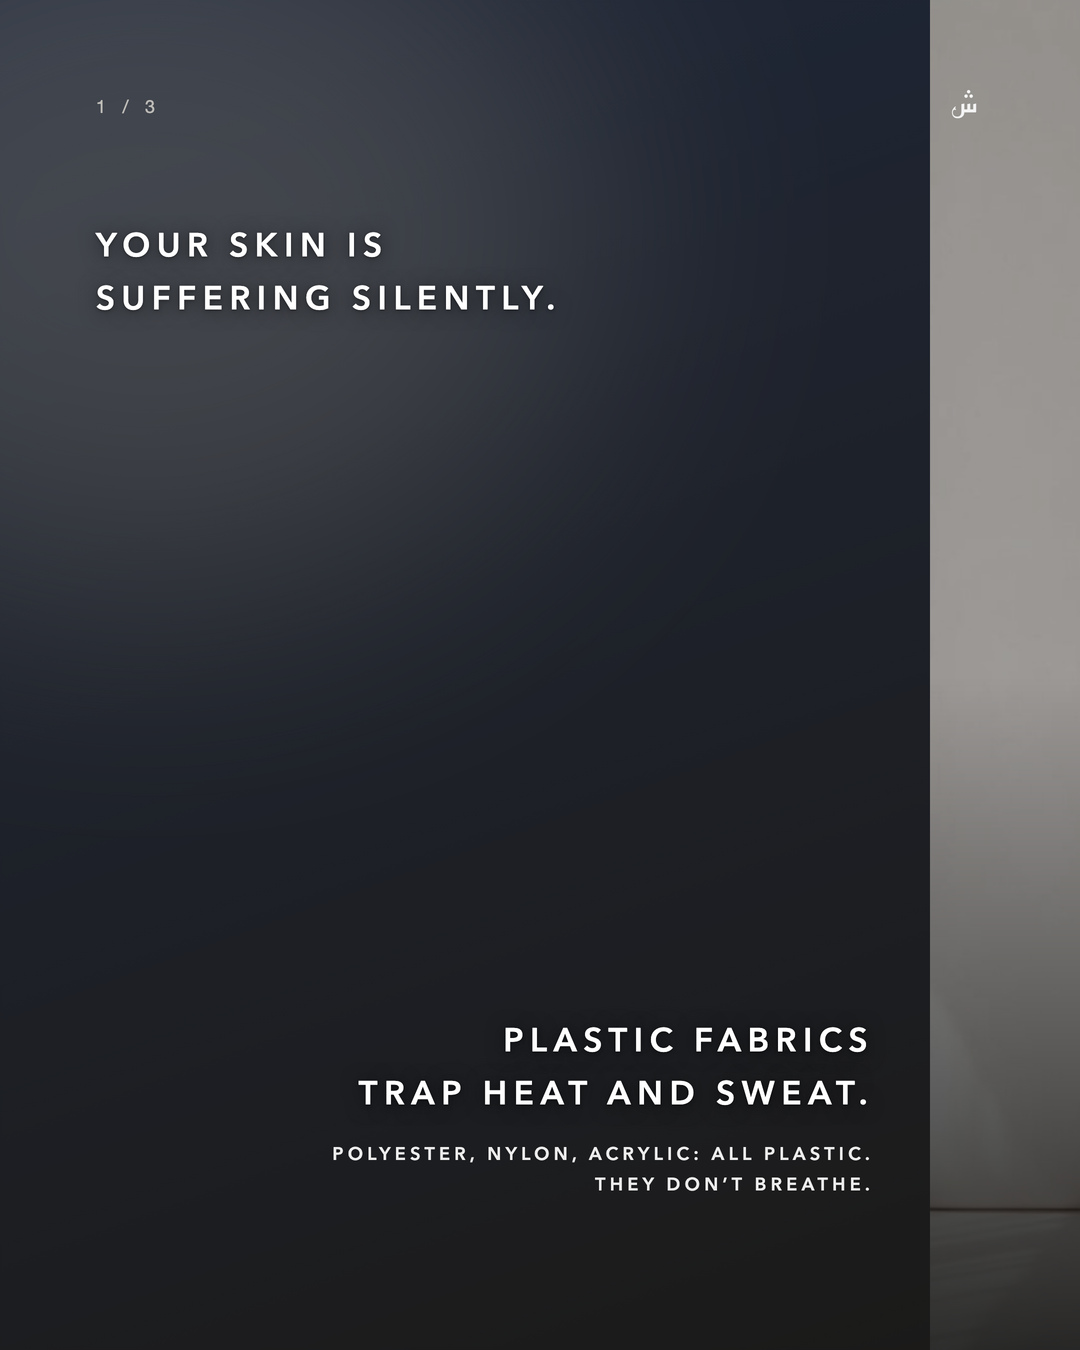 1 / 3
ش
YOUR SKIN IS
SUFFERING SILENTLY.
PLASTIC FABRICS
TRAP HEAT AND SWEAT.
POLYESTER, NYLON, ACRYLIC: ALL PLASTIC.
THEY DON’T BREATHE.